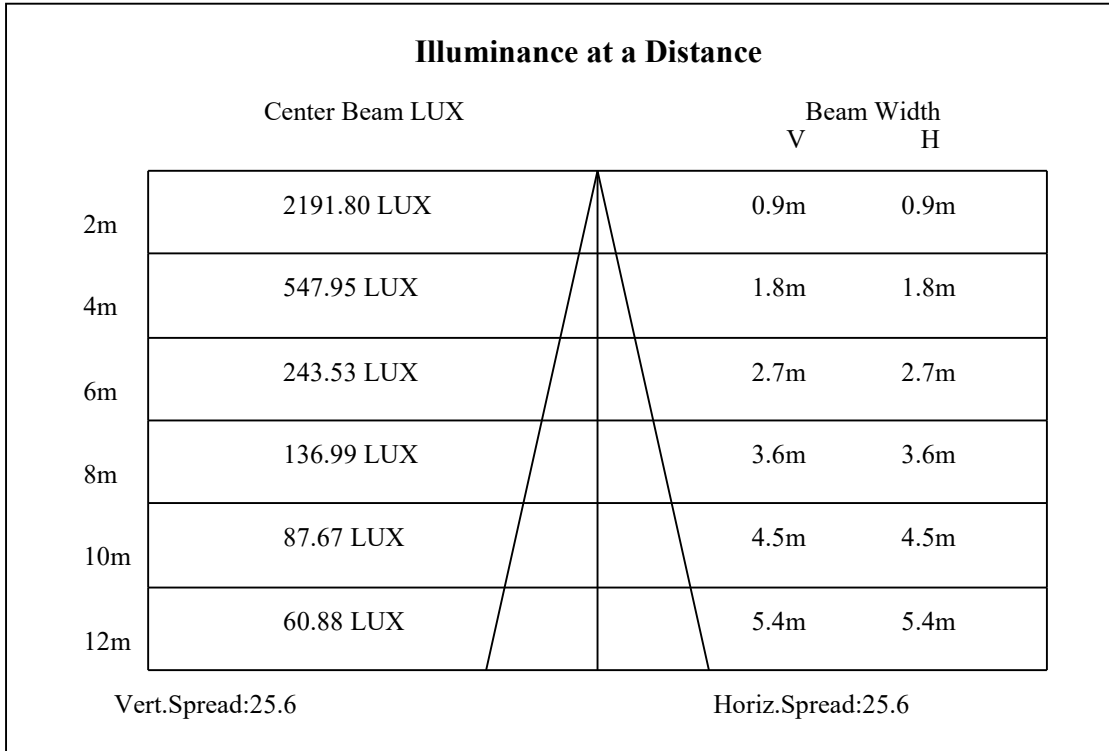 Illuminance at a Distance
Center Beam LUX Beam Width
V H
2m 2191.80 LUX 0.9m 0.9m
4m 547.95 LUX 1.8m 1.8m
6m 243.53 LUX 2.7m 2.7m
8m 136.99 LUX 3.6m 3.6m
10m 87.67 LUX 4.5m 4.5m
12m 60.88 LUX 5.4m 5.4m
Vert.Spread:25.6 Horiz.Spread:25.6